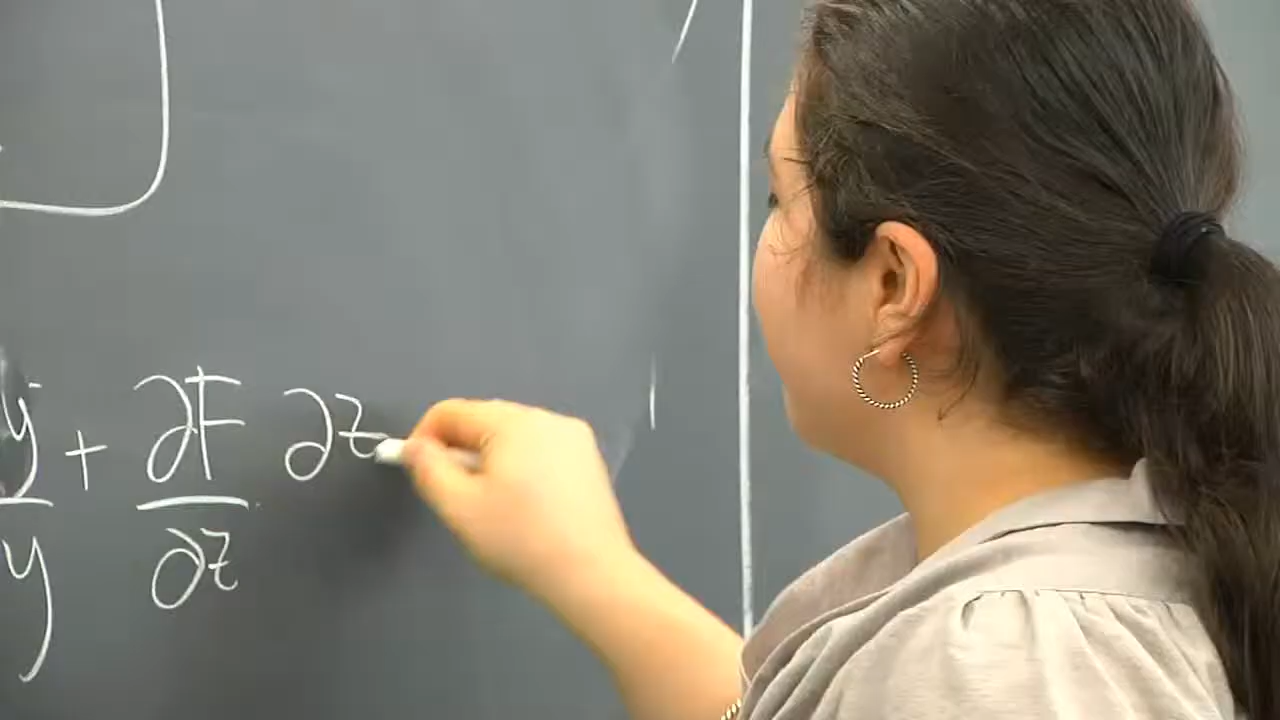 y + ∂F ∂z
y ∂z